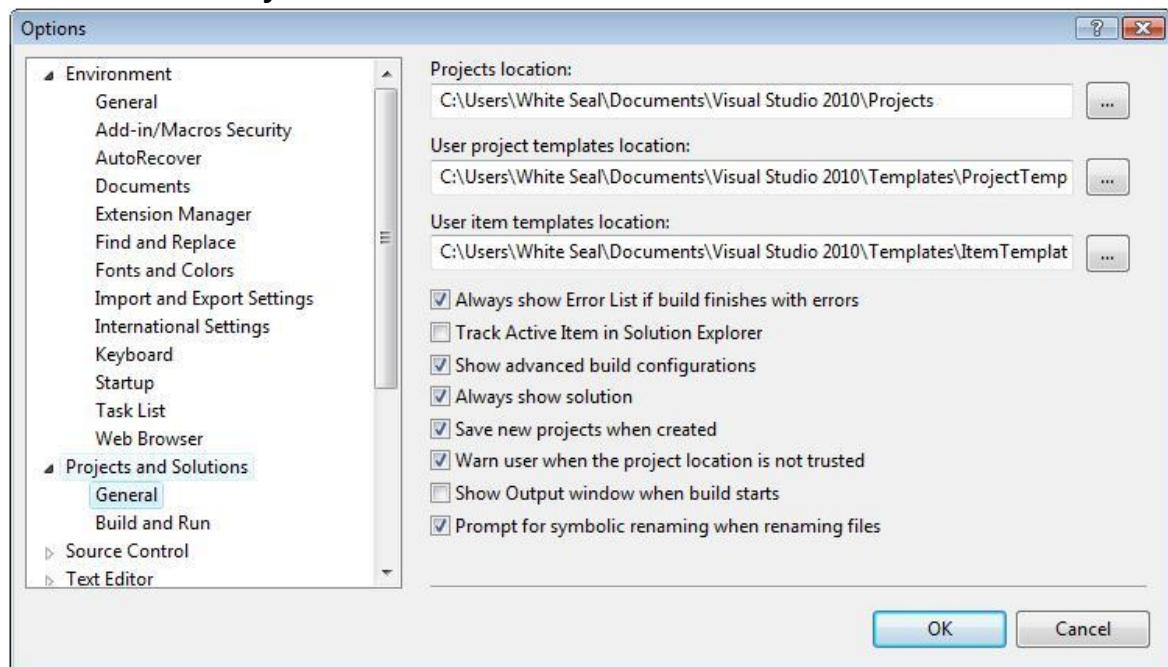 Options
Environment
General
Add-in/Macros Security
AutoRecover
Documents
Extension Manager
Find and Replace
Fonts and Colors
Import and Export Settings
International Settings
Keyboard
Startup
Task List
Web Browser
Projects and Solutions
General
Build and Run
Source Control
Text Editor
Projects location:
C:\Users\White Seal\Documents\Visual Studio 2010\Projects
...
User project templates location:
C:\Users\White Seal\Documents\Visual Studio 2010\Templates\ProjectTemp
...
User item templates location:
C:\Users\White Seal\Documents\Visual Studio 2010\Templates\ItemTemplat
...
Always show Error List if build finishes with errors
Track Active Item in Solution Explorer
Show advanced build configurations
Always show solution
Save new projects when created
Warn user when the project location is not trusted
Show Output window when build starts
Prompt for symbolic renaming when renaming files
OK
Cancel